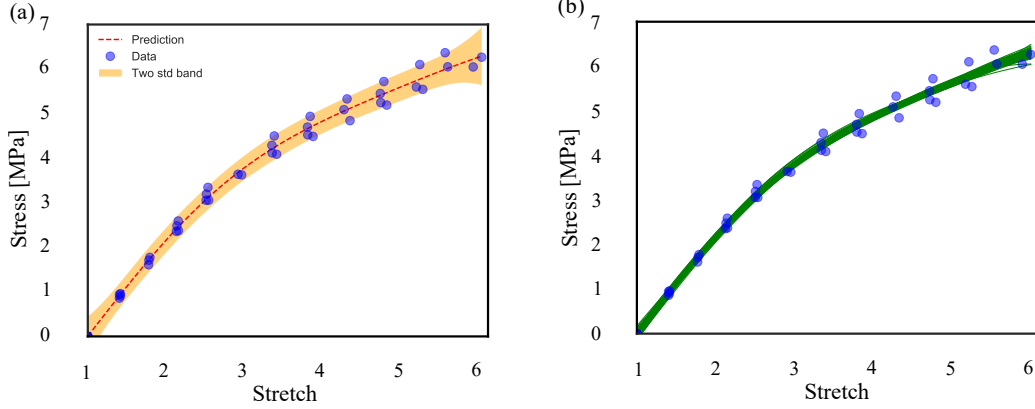 (a)
7
6
5
4
3
2
1
0
Stress [MPa]
Prediction
Data
Two std band
1 2 3 4 5 6
Stretch
(b)
7
6
5
4
3
2
1
0
Stress [MPa]
1 2 3 4 5 6
Stretch